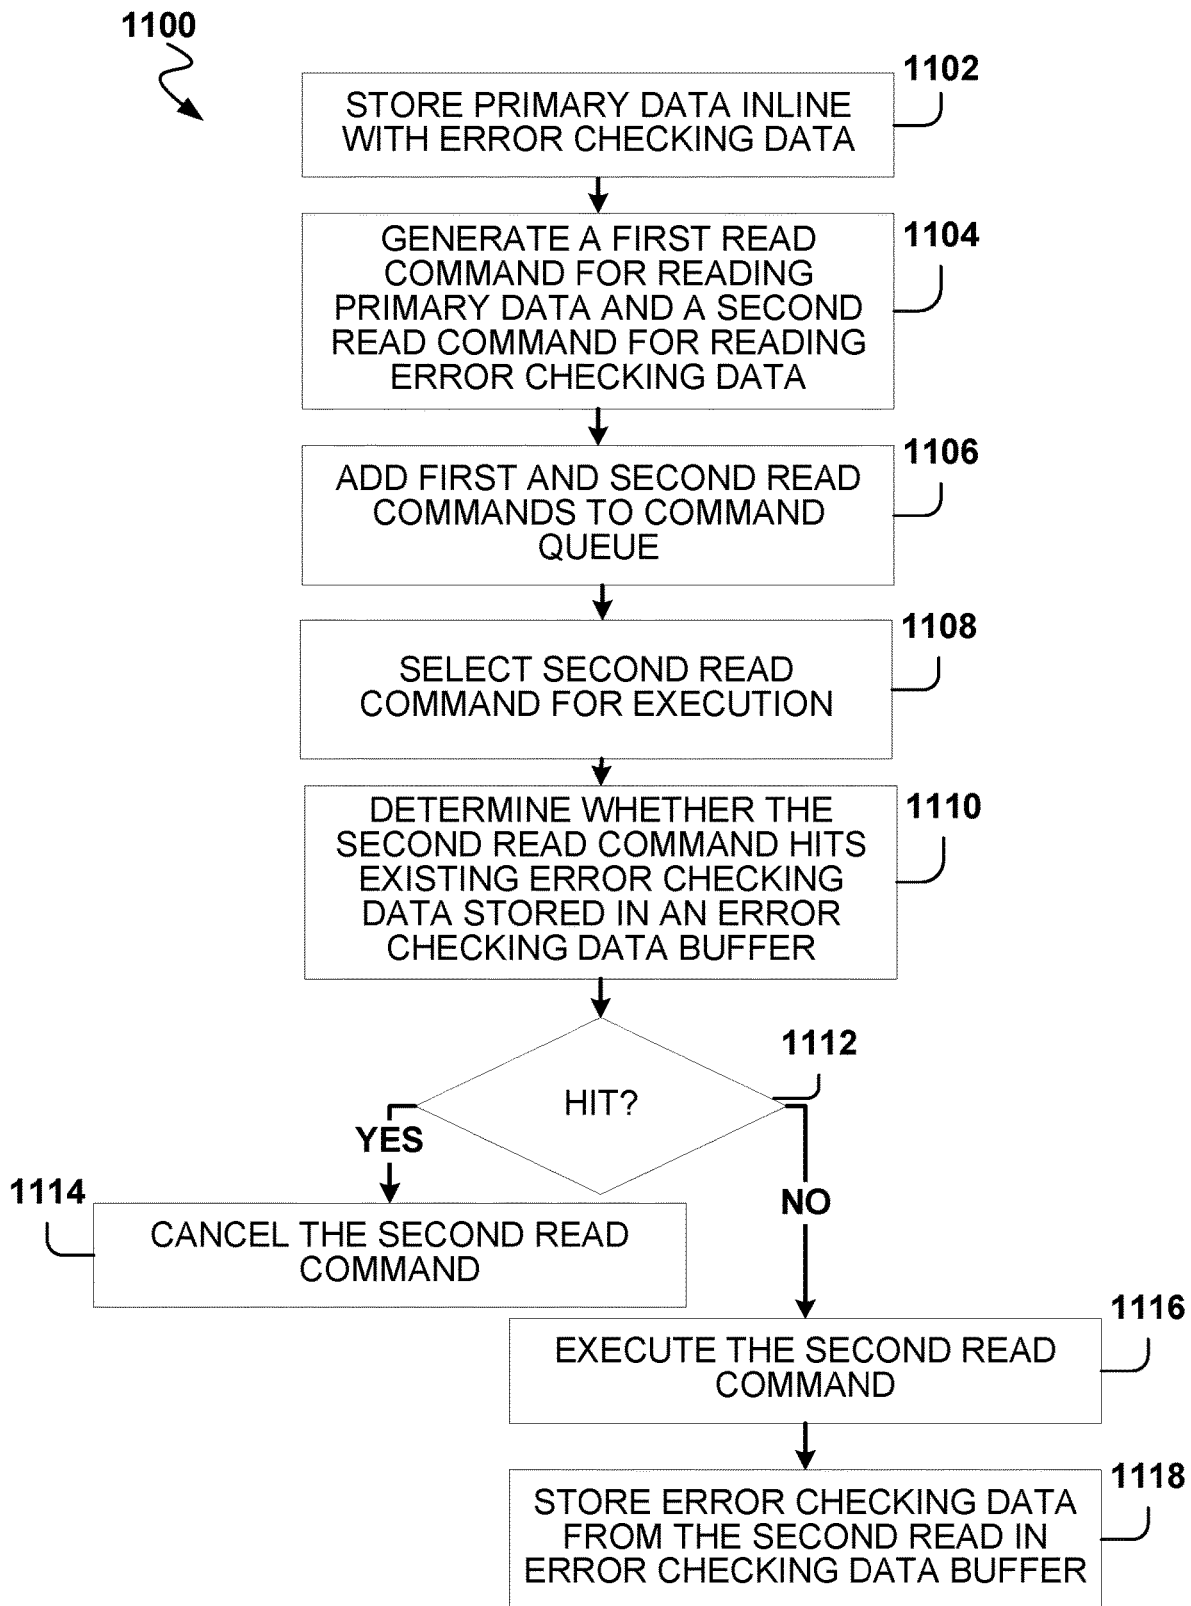 1100
1102
STORE PRIMARY DATA INLINE
WITH ERROR CHECKING DATA
1104
GENERATE A FIRST READ
COMMAND FOR READING
PRIMARY DATA AND A SECOND
READ COMMAND FOR READING
ERROR CHECKING DATA
1106
ADD FIRST AND SECOND READ
COMMANDS TO COMMAND
QUEUE
1108
SELECT SECOND READ
COMMAND FOR EXECUTION
1110
DETERMINE WHETHER THE
SECOND READ COMMAND HITS
EXISTING ERROR CHECKING
DATA STORED IN AN ERROR
CHECKING DATA BUFFER
1112
HIT?
YES
NO
1114
CANCEL THE SECOND READ
COMMAND
1116
EXECUTE THE SECOND READ
COMMAND
1118
STORE ERROR CHECKING DATA
FROM THE SECOND READ IN
ERROR CHECKING DATA BUFFER